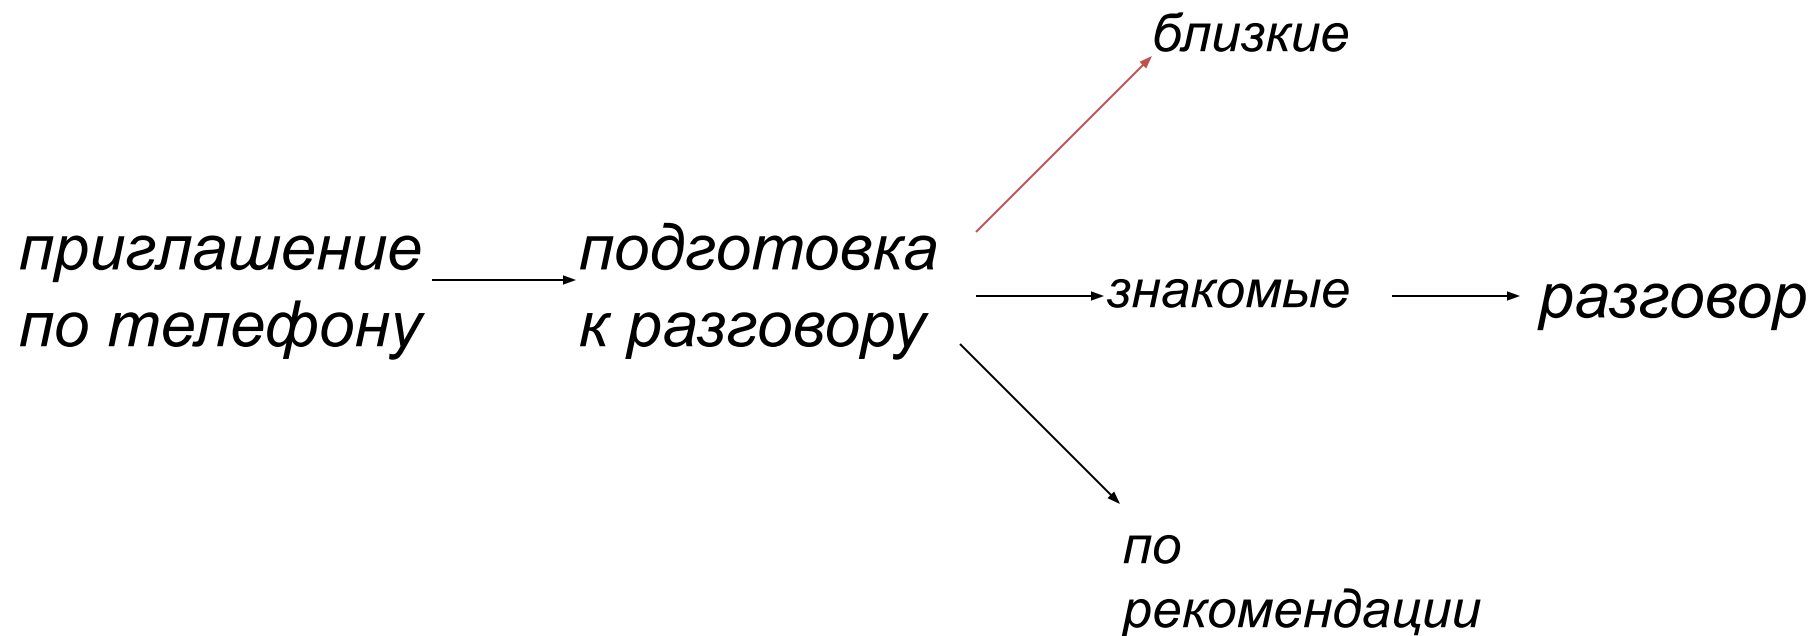 близкие
приглашение
по телефону
подготовка
к разговору
знакомые
разговор
по
рекомендации